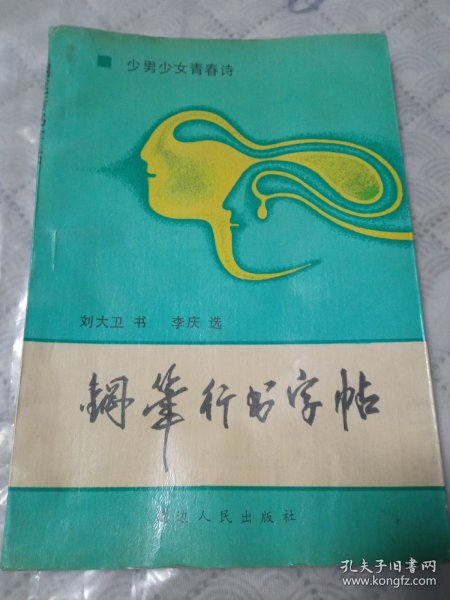 少男少女青春诗
刘大卫 书 李庆 选
钢笔行书字帖
延边人民出版社
孔夫子旧书网
www.kongfz.com